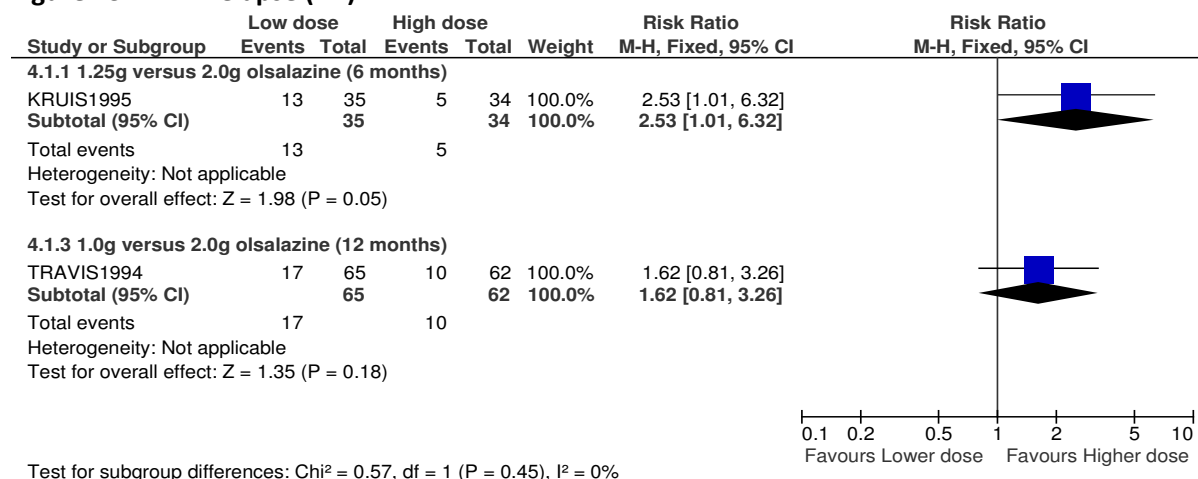 Low dose High dose Risk Ratio Risk Ratio
Study or Subgroup Events Total Events Total Weight M-H, Fixed, 95% CI M-H, Fixed, 95% CI
4.1.1 1.25g versus 2.0g olsalazine (6 months)
KRUIS1995 13 35 5 34 100.0% 2.53 [1.01, 6.32]
Subtotal (95% CI) 35 34 100.0% 2.53 [1.01, 6.32]
Total events 13 5
Heterogeneity: Not applicable
Test for overall effect: Z = 1.98 (P = 0.05)
4.1.3 1.0g versus 2.0g olsalazine (12 months)
TRAVIS1994 17 65 10 62 100.0% 1.62 [0.81, 3.26]
Subtotal (95% CI) 65 62 100.0% 1.62 [0.81, 3.26]
Total events 17 10
Heterogeneity: Not applicable
Test for overall effect: Z = 1.35 (P = 0.18)
0.1 0.2 0.5 1 2 5 10
Favours Lower dose Favours Higher dose
Test for subgroup differences: Chi² = 0.57, df = 1 (P = 0.45), I² = 0%